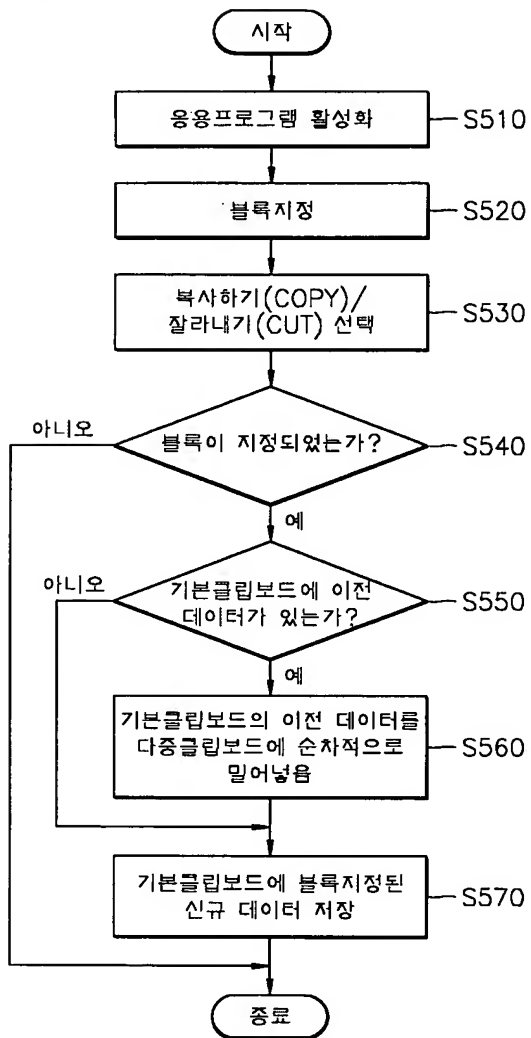 시작
응용프로그램 활성화
S510
블록지정
S520
복사하기(COPY)/
잘라내기(CUT) 선택
S530
블록이 지정되었는가?
S540
아니오
예
기본클립보드에 이전
데이터가 있는가?
S550
아니오
예
기본클립보드의 이전 데이터를
다중클립보드에 순차적으로
밀어넣음
S560
기본클립보드에 블록지정된
신규 데이터 저장
S570
종료